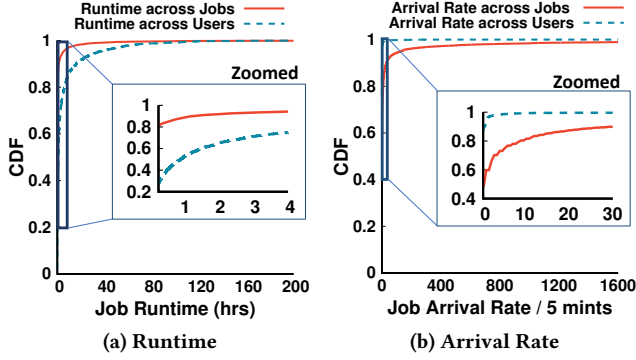 Runtime across Jobs
Runtime across Users
1
0.8
0.6
0.4
0.2
0
CDF
Zoomed
1
0.8
0.6
0.4
0.2
1 2 3 4
0 40 80 120 160 200
Job Runtime (hrs)
(a) Runtime
Arrival Rate across Jobs
Arrival Rate across Users
1
0.8
0.6
0.4
0.2
0
CDF
Zoomed
1
0.8
0.6
0.4
0 10 20 30
0 400 800 1200 1600
Job Arrival Rate / 5 mints
(b) Arrival Rate